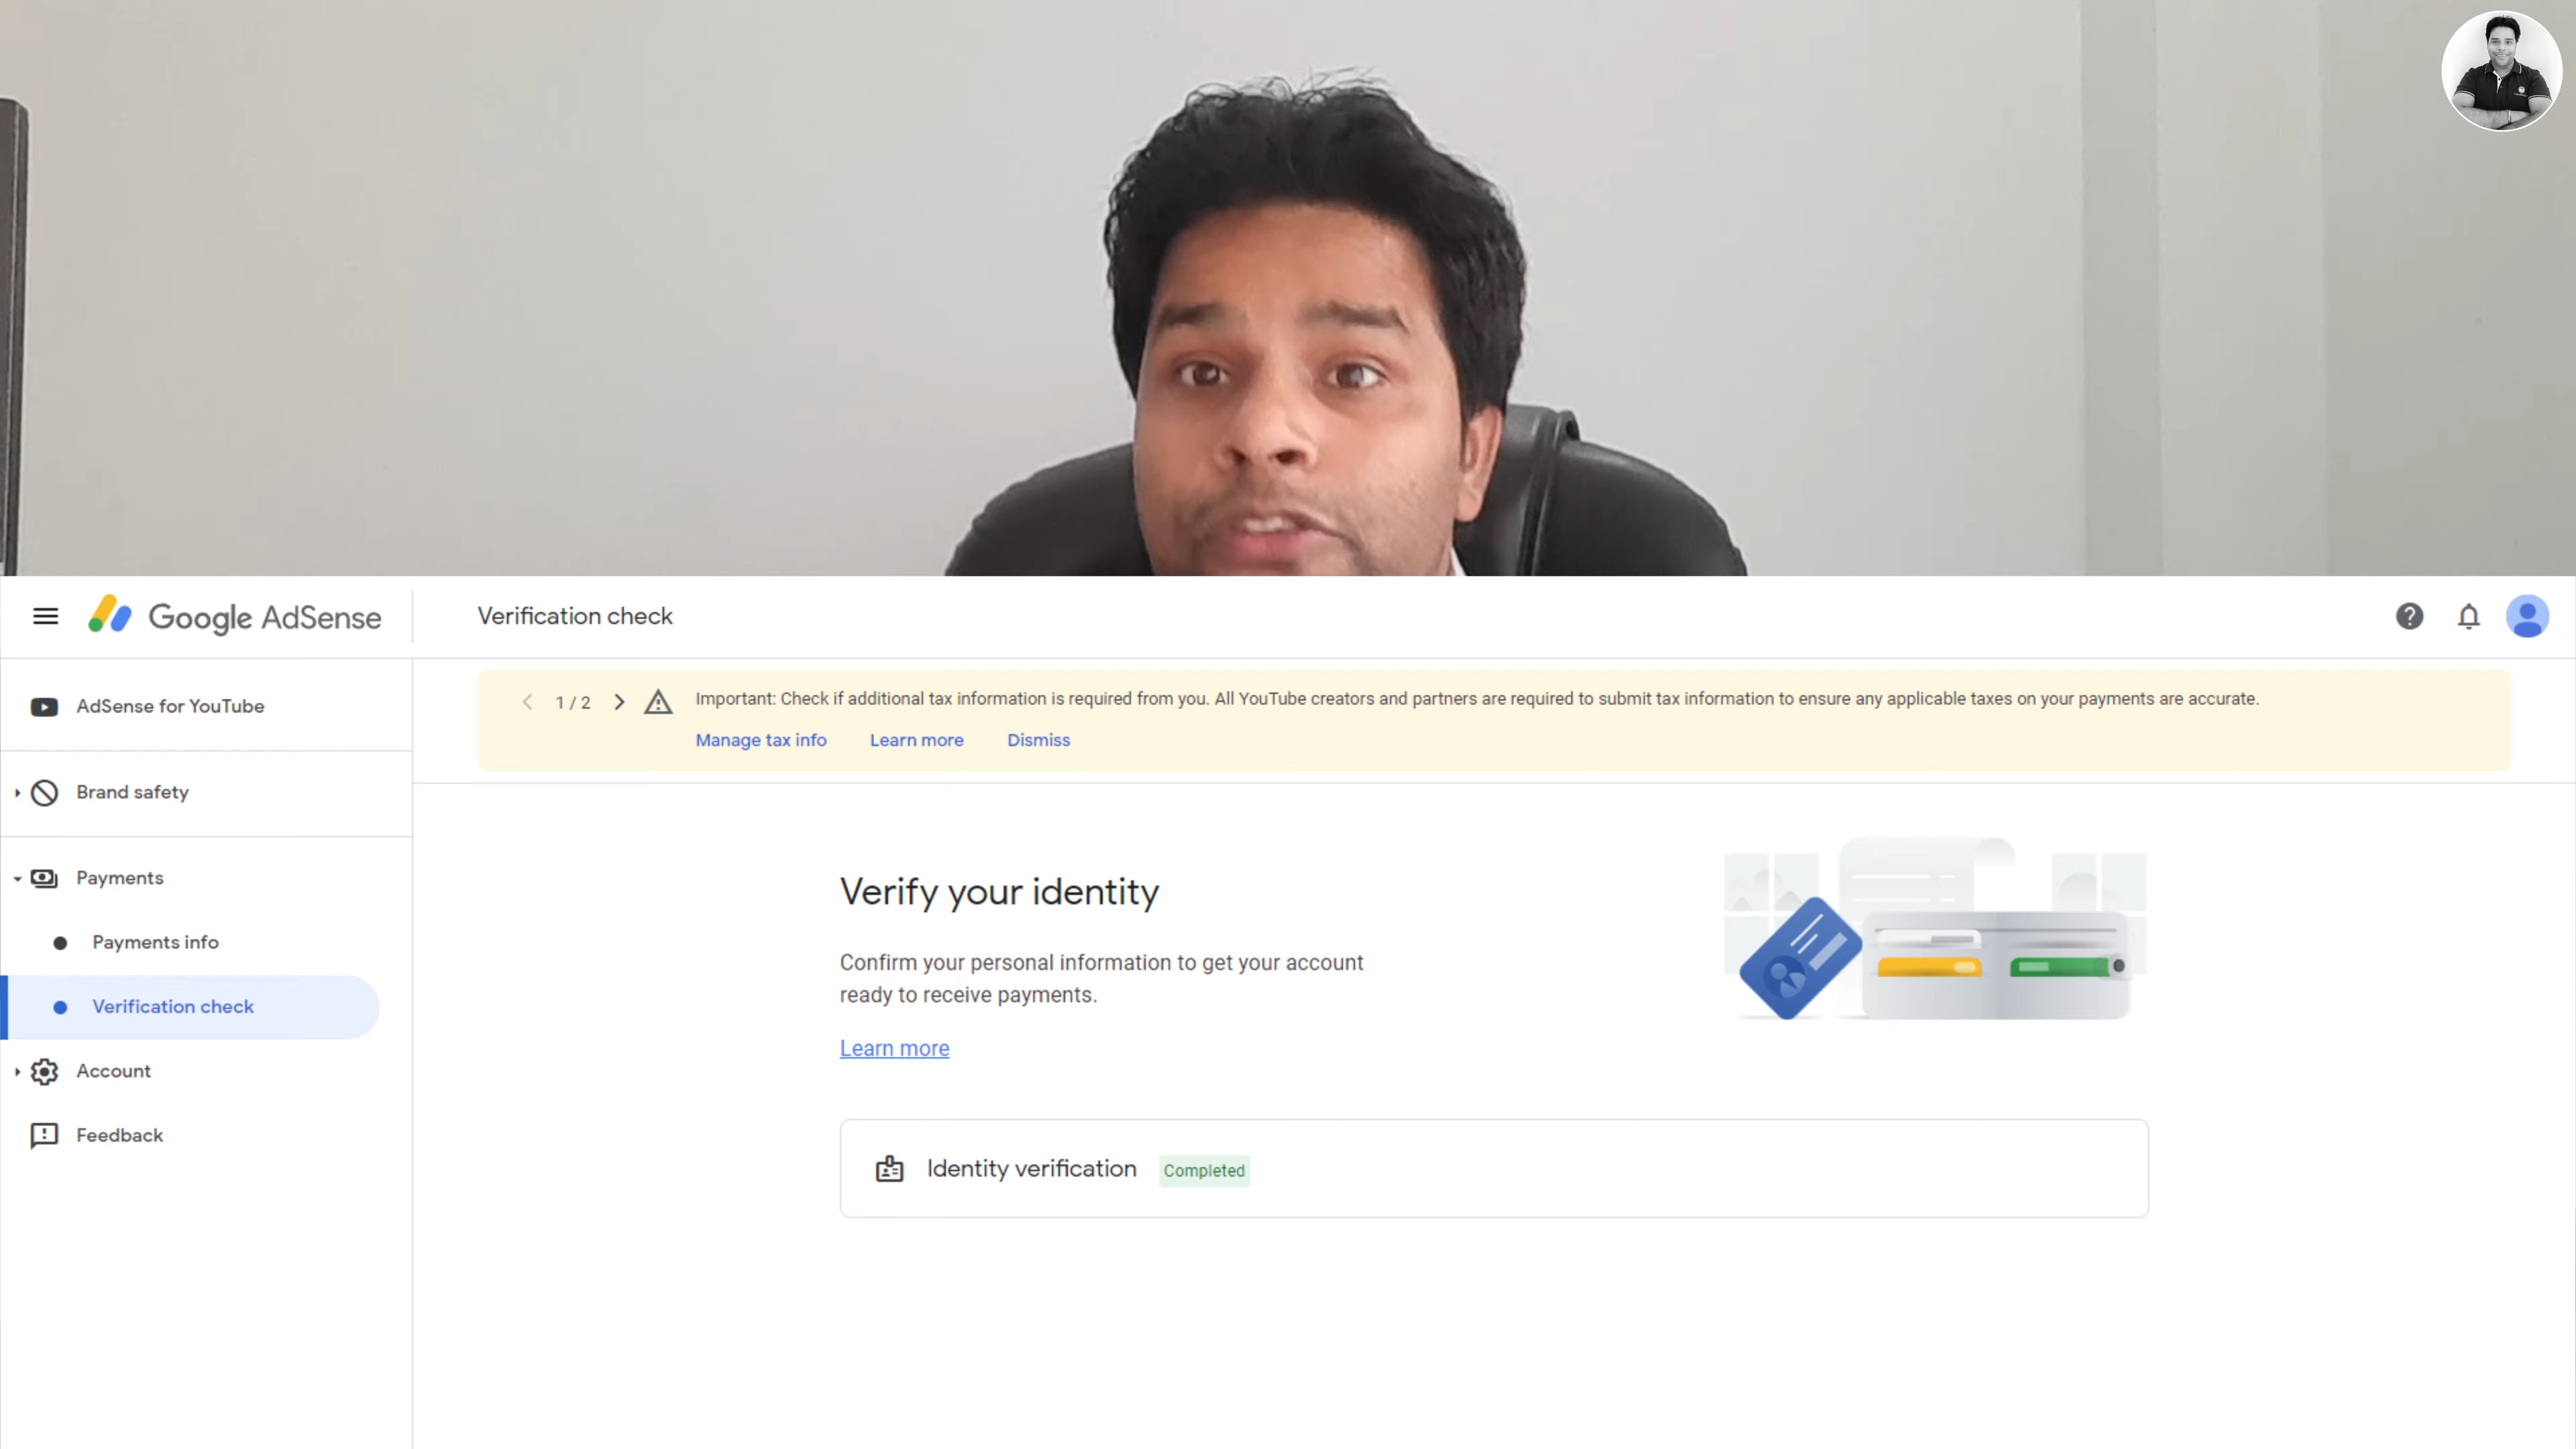 Google AdSense
Verification check
AdSense for YouTube
Brand safety
Payments
Payments info
Verification check
Account
Feedback
1 / 2
Important: Check if additional tax information is required from you. All YouTube creators and partners are required to submit tax information to ensure any applicable taxes on your payments are accurate.
Manage tax info Learn more Dismiss
Verify your identity
Confirm your personal information to get your account
ready to receive payments.
Learn more
Identity verification Completed